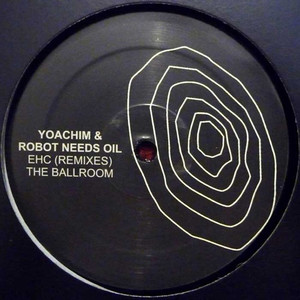 YOACHIM &
ROBOT NEEDS OIL
EHC (REMIXES)
THE BALLROOM